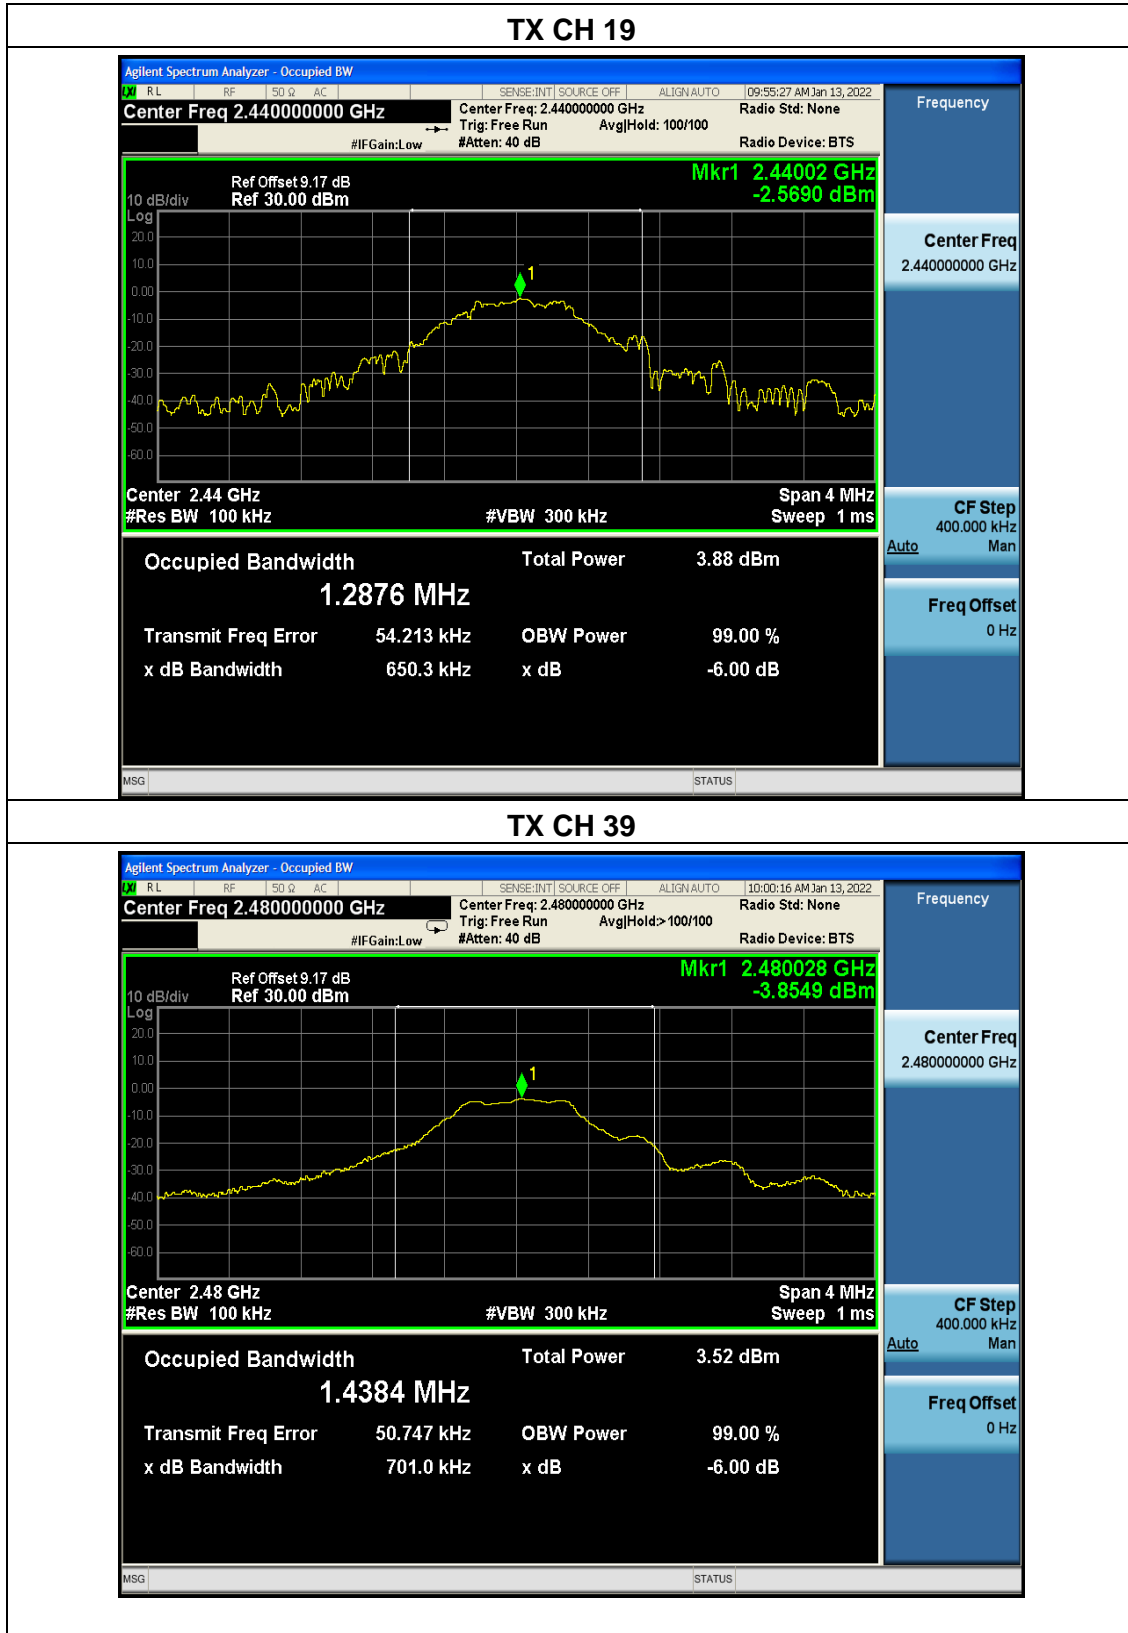 TX CH 19
Agilent Spectrum Analyzer - Occupied BW
LXI RL RF 50 Ω AC SENSE:INT SOURCE OFF ALIGN AUTO 09:55:27 AM Jan 13, 2022
Center Freq 2.440000000 GHz Center Freq: 2.440000000 GHz Radio Std: None Frequency
Trig: Free Run Avg|Hold: 100/100
#IFGain:Low #Atten: 40 dB Radio Device: BTS
Mkr1 2.44002 GHz
Ref Offset 9.17 dB -2.5690 dBm
10 dB/div Ref 30.00 dBm
Log
20.0
10.0
0.00
-10.0
-20.0
-30.0
-40.0
-50.0
-60.0
1
Center Freq
2.440000000 GHz
Center 2.44 GHz Span 4 MHz
#Res BW 100 kHz #VBW 300 kHz Sweep 1 ms
CF Step
400.000 kHz
Auto Man
Occupied Bandwidth Total Power 3.88 dBm
1.2876 MHz
Transmit Freq Error 54.213 kHz OBW Power 99.00 %
x dB Bandwidth 650.3 kHz x dB -6.00 dB
Freq Offset
0 Hz
MSG STATUS
TX CH 39
Agilent Spectrum Analyzer - Occupied BW
LXI RL RF 50 Ω AC SENSE:INT SOURCE OFF ALIGN AUTO 10:00:16 AM Jan 13, 2022
Center Freq 2.480000000 GHz Center Freq: 2.480000000 GHz Radio Std: None Frequency
Trig: Free Run Avg|Hold:> 100/100
#IFGain:Low #Atten: 40 dB Radio Device: BTS
Mkr1 2.480028 GHz
Ref Offset 9.17 dB -3.8549 dBm
10 dB/div Ref 30.00 dBm
Log
20.0
10.0
0.00
-10.0
-20.0
-30.0
-40.0
-50.0
-60.0
1
Center Freq
2.480000000 GHz
Center 2.48 GHz Span 4 MHz
#Res BW 100 kHz #VBW 300 kHz Sweep 1 ms
CF Step
400.000 kHz
Auto Man
Occupied Bandwidth Total Power 3.52 dBm
1.4384 MHz
Transmit Freq Error 50.747 kHz OBW Power 99.00 %
x dB Bandwidth 701.0 kHz x dB -6.00 dB
Freq Offset
0 Hz
MSG STATUS